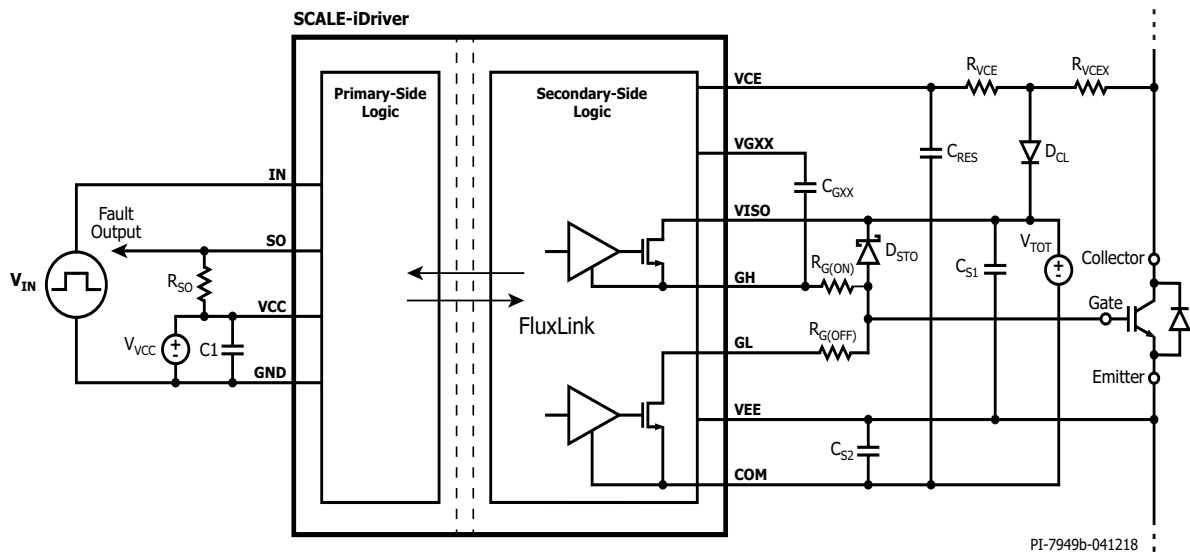 SCALE-iDriver
Primary-Side
Logic
Secondary-Side
Logic
VCE
R_VCE
R_VCEX
VGXX
C_RES
D_CL
C_GXX
IN
VISO
Fault
Output
SO
V_IN
R_SO
D_STO
C_S1
V_TOT
+
-
Collector
R_G(ON)
GH
Gate
FluxLink
VCC
V_VCC
+
-
C1
GL
R_G(OFF)
GND
Emitter
VEE
C_S2
COM
PI-7949b-041218